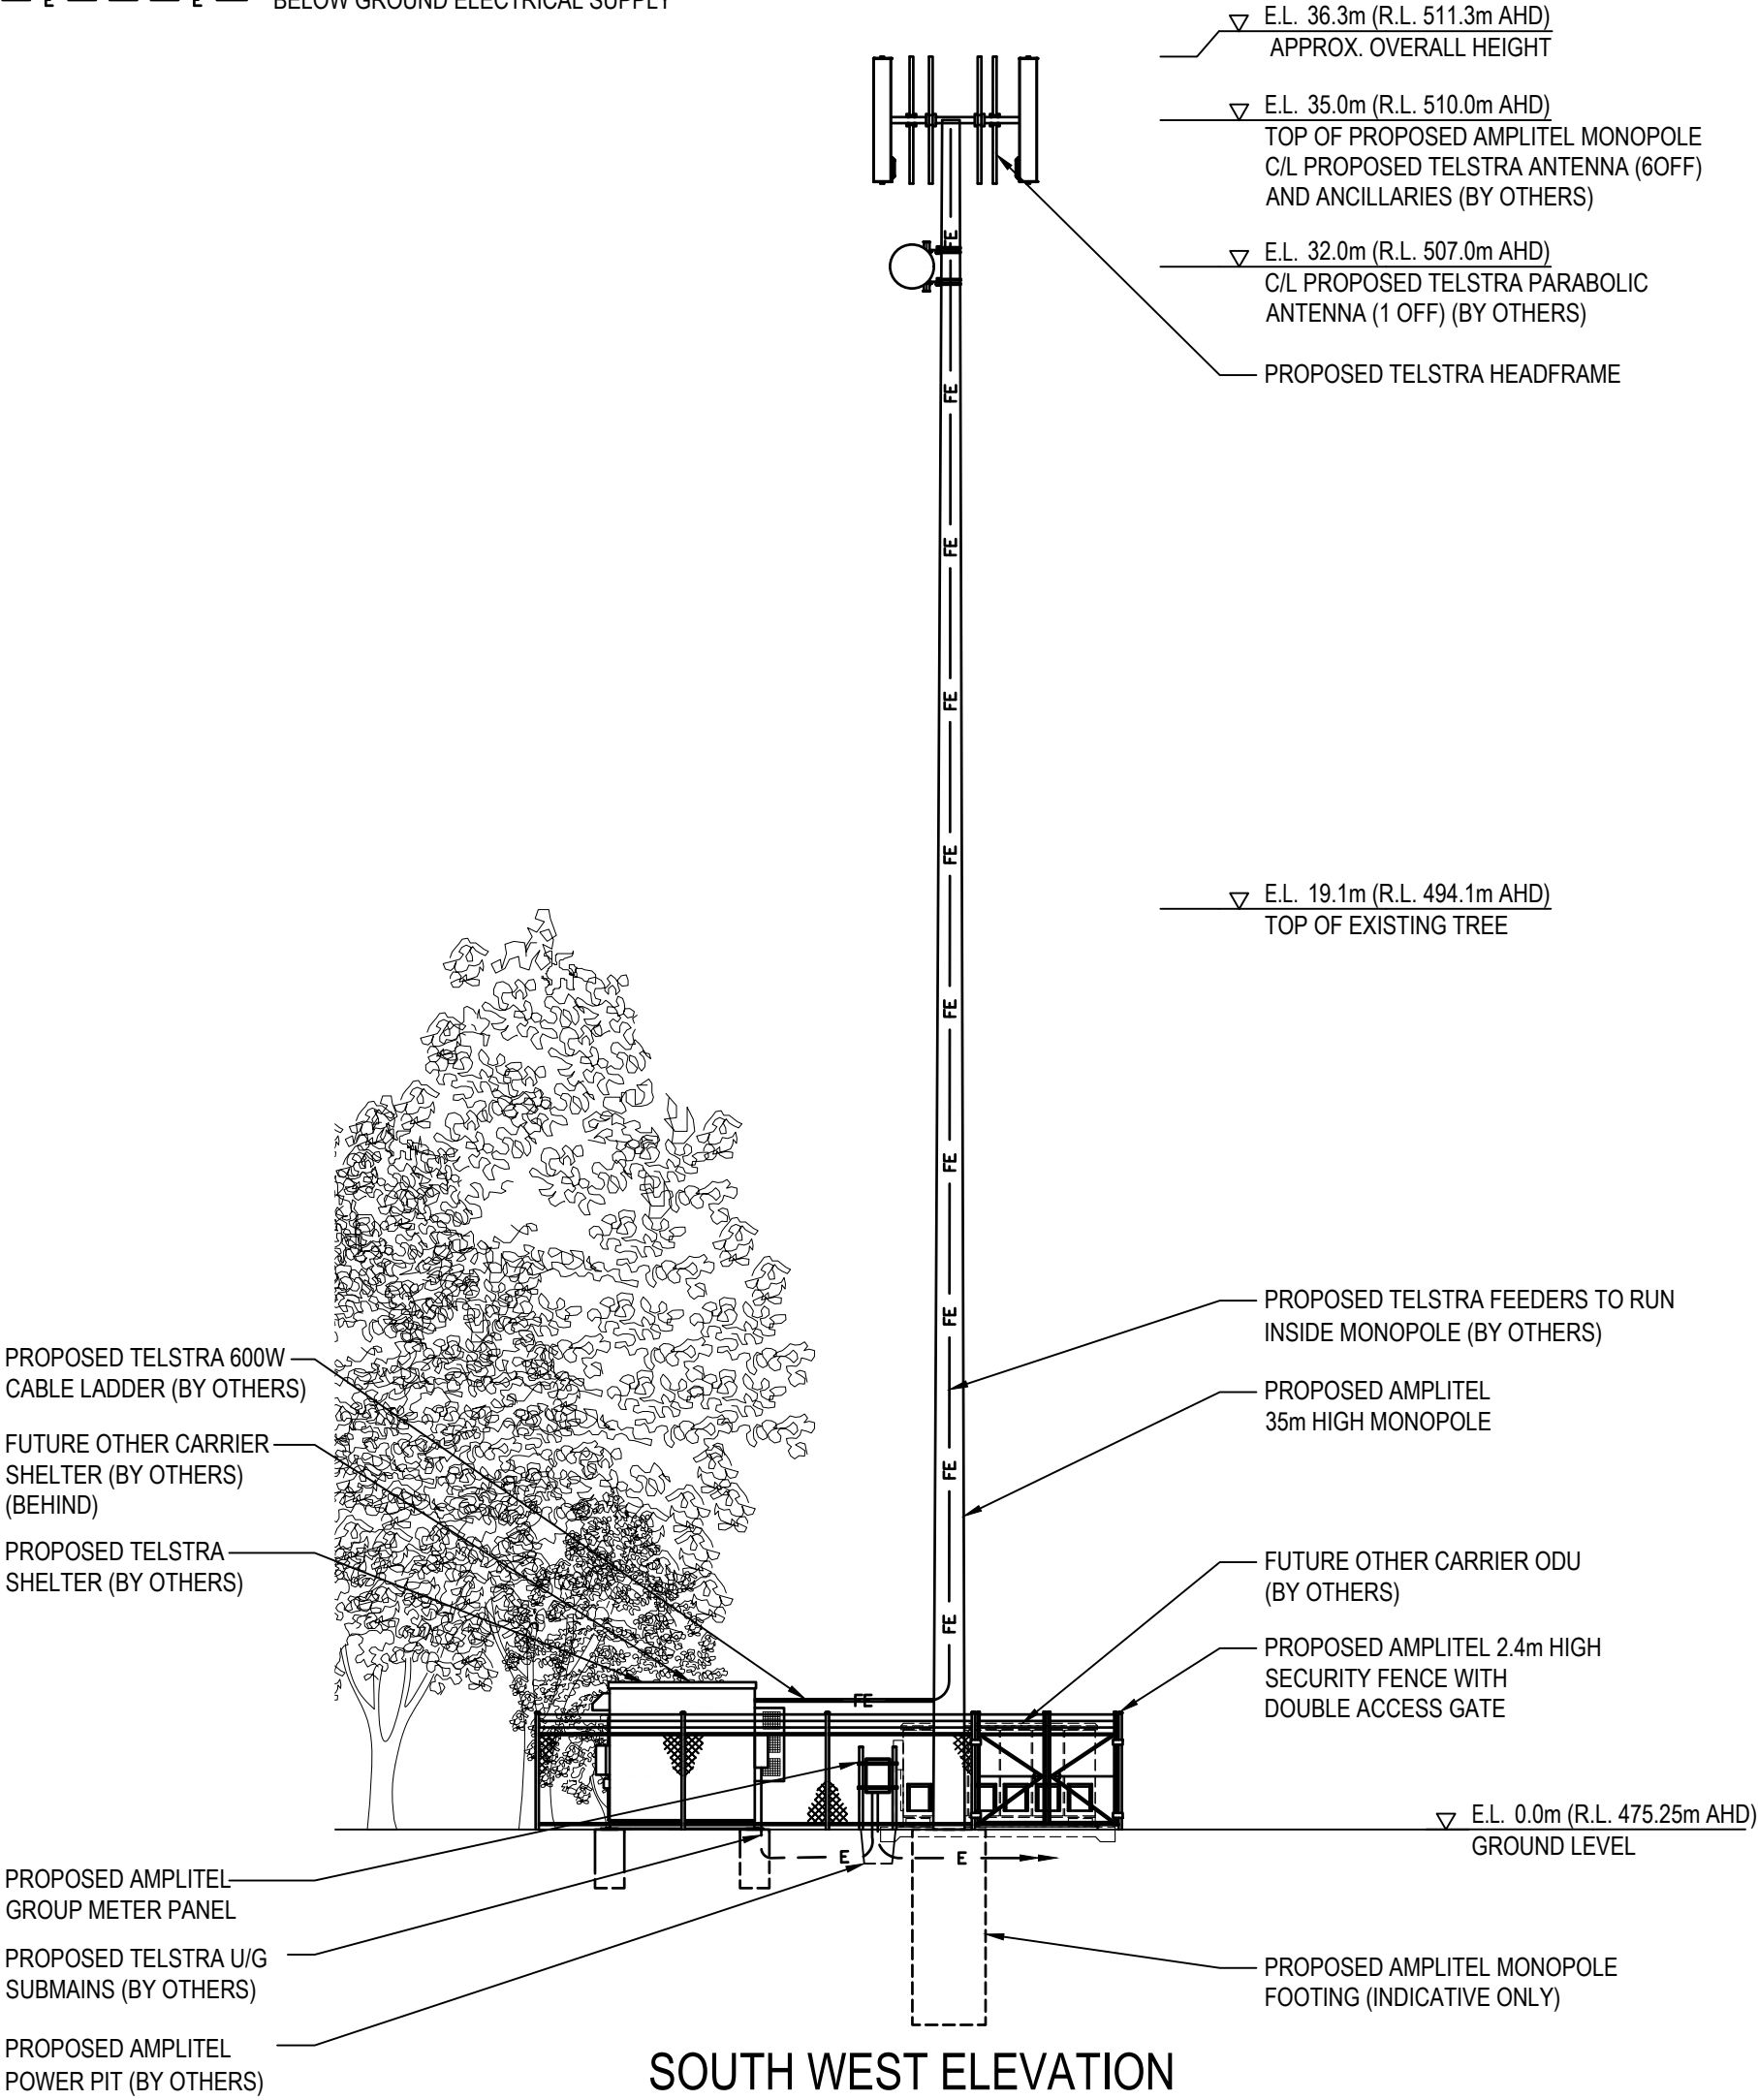 E E BELOW GROUND ELECTRICAL SUPPLY
E.L. 36.3m (R.L. 511.3m AHD)
APPROX. OVERALL HEIGHT
E.L. 35.0m (R.L. 510.0m AHD)
TOP OF PROPOSED AMPLITEL MONOPOLE
C/L PROPOSED TELSTRA ANTENNA (6OFF)
AND ANCILLARIES (BY OTHERS)
E.L. 32.0m (R.L. 507.0m AHD)
C/L PROPOSED TELSTRA PARABOLIC
ANTENNA (1 OFF) (BY OTHERS)
PROPOSED TELSTRA HEADFRAME
FE
FE
FE
FE
FE
FE
FE
FE
FE
FE
E.L. 19.1m (R.L. 494.1m AHD)
TOP OF EXISTING TREE
PROPOSED TELSTRA FEEDERS TO RUN
INSIDE MONOPOLE (BY OTHERS)
PROPOSED AMPLITEL
35m HIGH MONOPOLE
FUTURE OTHER CARRIER ODU
(BY OTHERS)
PROPOSED AMPLITEL 2.4m HIGH
SECURITY FENCE WITH
DOUBLE ACCESS GATE
E.L. 0.0m (R.L. 475.25m AHD)
GROUND LEVEL
PROPOSED AMPLITEL MONOPOLE
FOOTING (INDICATIVE ONLY)
PROPOSED TELSTRA 600W
CABLE LADDER (BY OTHERS)
FUTURE OTHER CARRIER
SHELTER (BY OTHERS)
(BEHIND)
PROPOSED TELSTRA
SHELTER (BY OTHERS)
FE
E E
PROPOSED AMPLITEL
GROUP METER PANEL
PROPOSED TELSTRA U/G
SUBMAINS (BY OTHERS)
PROPOSED AMPLITEL
POWER PIT (BY OTHERS)
SOUTH WEST ELEVATION